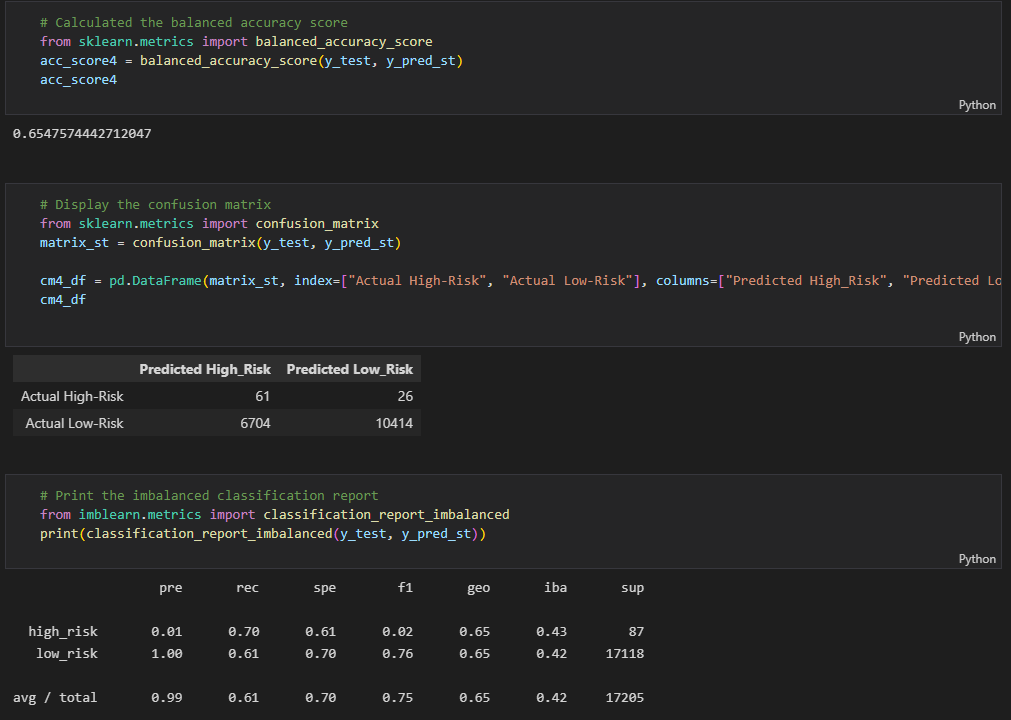 # Calculated the balanced accuracy score
from sklearn.metrics import balanced_accuracy_score
acc_score4 = balanced_accuracy_score(y_test, y_pred_st)
acc_score4
Python
0.6547574442712047
# Display the confusion matrix
from sklearn.metrics import confusion_matrix
matrix_st = confusion_matrix(y_test, y_pred_st)
cm4_df = pd.DataFrame(matrix_st, index=["Actual High-Risk", "Actual Low-Risk"], columns=["Predicted High_Risk", "Predicted Lo
cm4_df
Python
Predicted High_Risk Predicted Low_Risk
Actual High-Risk 61 26
Actual Low-Risk 6704 10414
# Print the imbalanced classification report
from imblearn.metrics import classification_report_imbalanced
print(classification_report_imbalanced(y_test, y_pred_st))
Python
pre rec spe f1 geo iba sup
high_risk 0.01 0.70 0.61 0.02 0.65 0.43 87
low_risk 1.00 0.61 0.70 0.76 0.65 0.42 17118
avg / total 0.99 0.61 0.70 0.75 0.65 0.42 17205